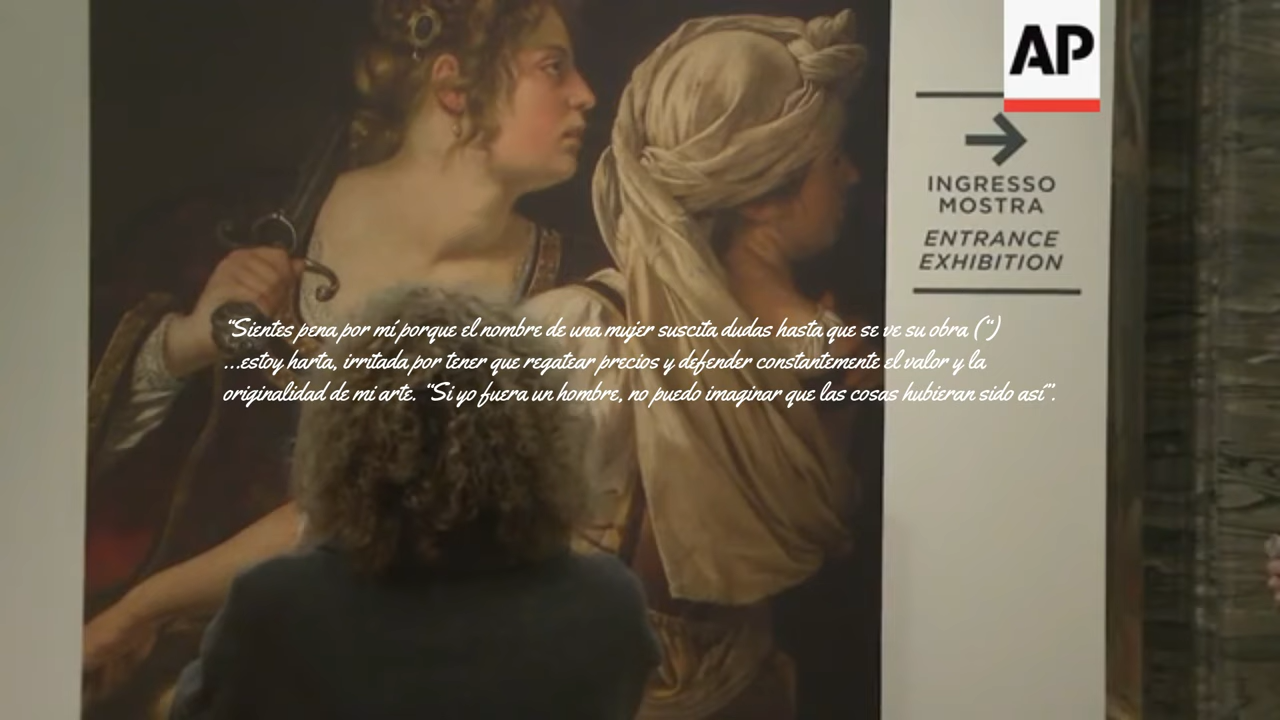 AP
INGRESSO
MOSTRA
ENTRANCE
EXHIBITION
“Sientes pena por mí porque el nombre de una mujer suscita dudas hasta que se ve su obra (“)
...estoy harta, irritada por tener que regatear precios y defender constantemente el valor y la
originalidad de mi arte. “Si yo fuera un hombre, no puedo imaginar que las cosas hubieran sido así”’.